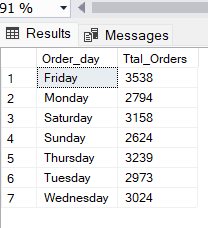 91 %
Results Messages
Order_day Ttal_Orders
1 Friday 3538
2 Monday 2794
3 Saturday 3158
4 Sunday 2624
5 Thursday 3239
6 Tuesday 2973
7 Wednesday 3024